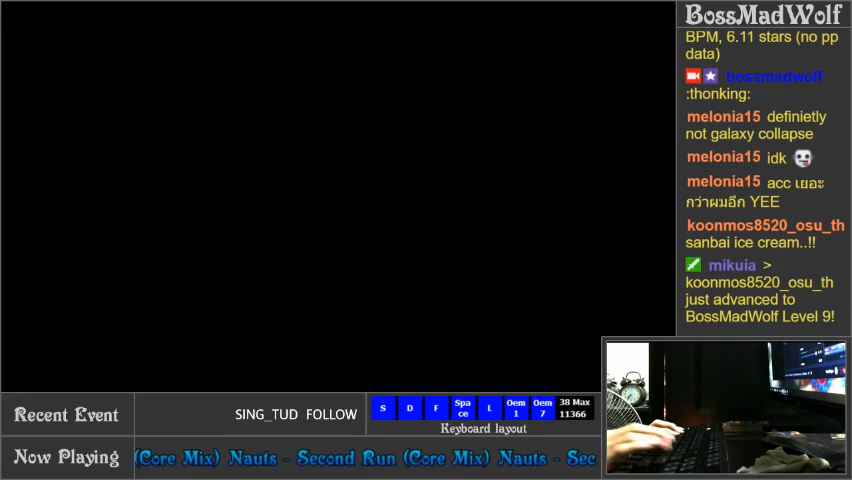 BossMadWolf
BPM, 6.11 stars (no pp
data)
bossmadwolf
:thonking:
melonia15 definietly
not galaxy collapse
melonia15 idk
melonia15 acc เยอะ
กว่าผมอีก YEE
koonmos8520_osu_th
sanbai ice cream..!!
mikuia >
koonmos8520_osu_th
just advanced to
BossMadWolf Level 9!
Recent Event
SING_TUD FOLLOW
S D F Spa
ce L Oem
1 Oem
7 38 Max
11366
Keyboard layout
Now Playing
(Core Mix) Nauts - Second Run (Core Mix) Nauts - Sec